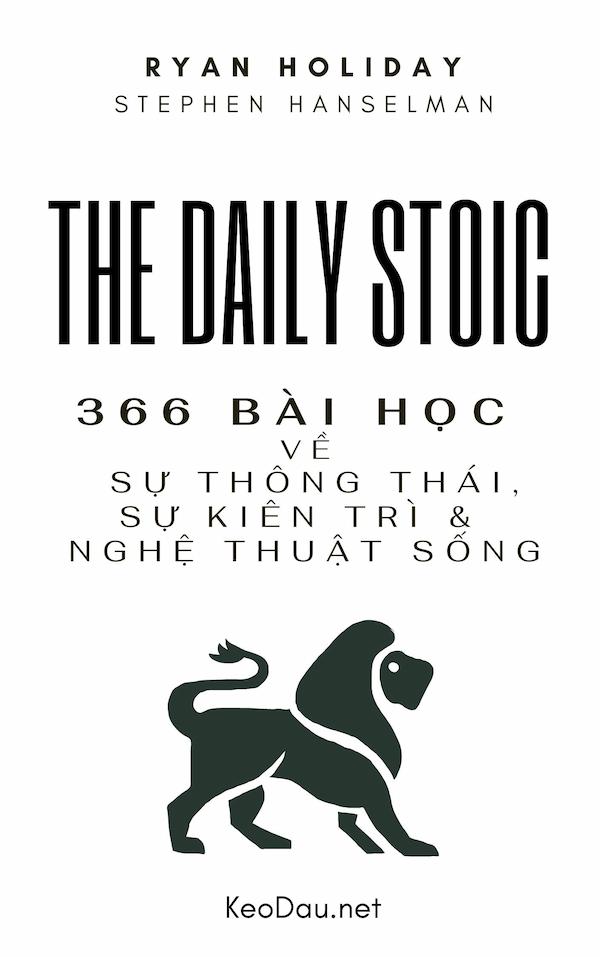 RYAN HOLIDAY
STEPHEN HANSELMAN
THE DAILY STOIC
366 BÀI HỌC
VỀ
SỰ THÔNG THÁI,
SỰ KIÊN TRÌ &
NGHỆ THUẬT SỐNG
KeoDau.net